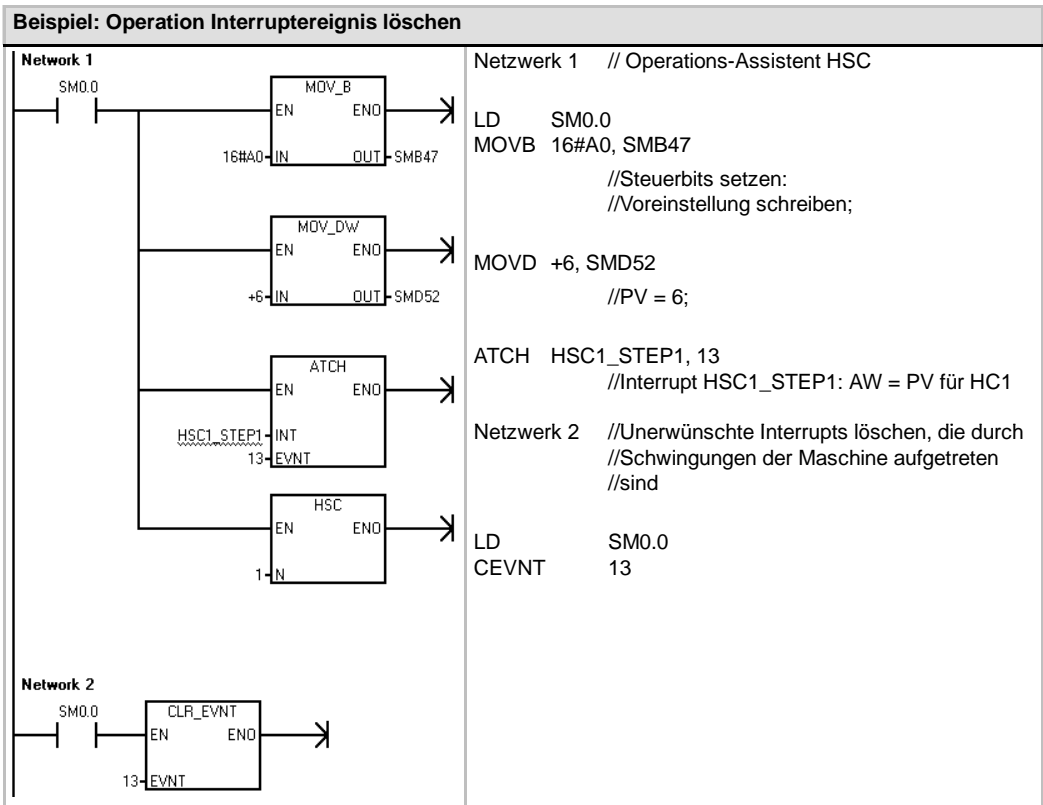 Beispiel: Operation Interruptereignis löschen
Network 1
SM0.0
MOV_B
EN ENO
16#A0 IN OUT SMB47
MOV_DW
EN ENO
+6 IN OUT SMD52
ATCH
EN ENO
HSC1_STEP1 INT
13 EVNT
HSC
EN ENO
1 N
Network 2
SM0.0
CLR_EVNT
EN ENO
13 EVNT
Netzwerk 1 // Operations-Assistent HSC
LD SM0.0
MOVB 16#A0, SMB47
//Steuerbits setzen:
//Voreinstellung schreiben;
MOVD +6, SMD52
//PV = 6;
ATCH HSC1_STEP1, 13
//Interrupt HSC1_STEP1: AW = PV für HC1
Netzwerk 2 //Unerwünschte Interrupts löschen, die durch
//Schwingungen der Maschine aufgetreten
//sind
LD SM0.0
CEVNT 13